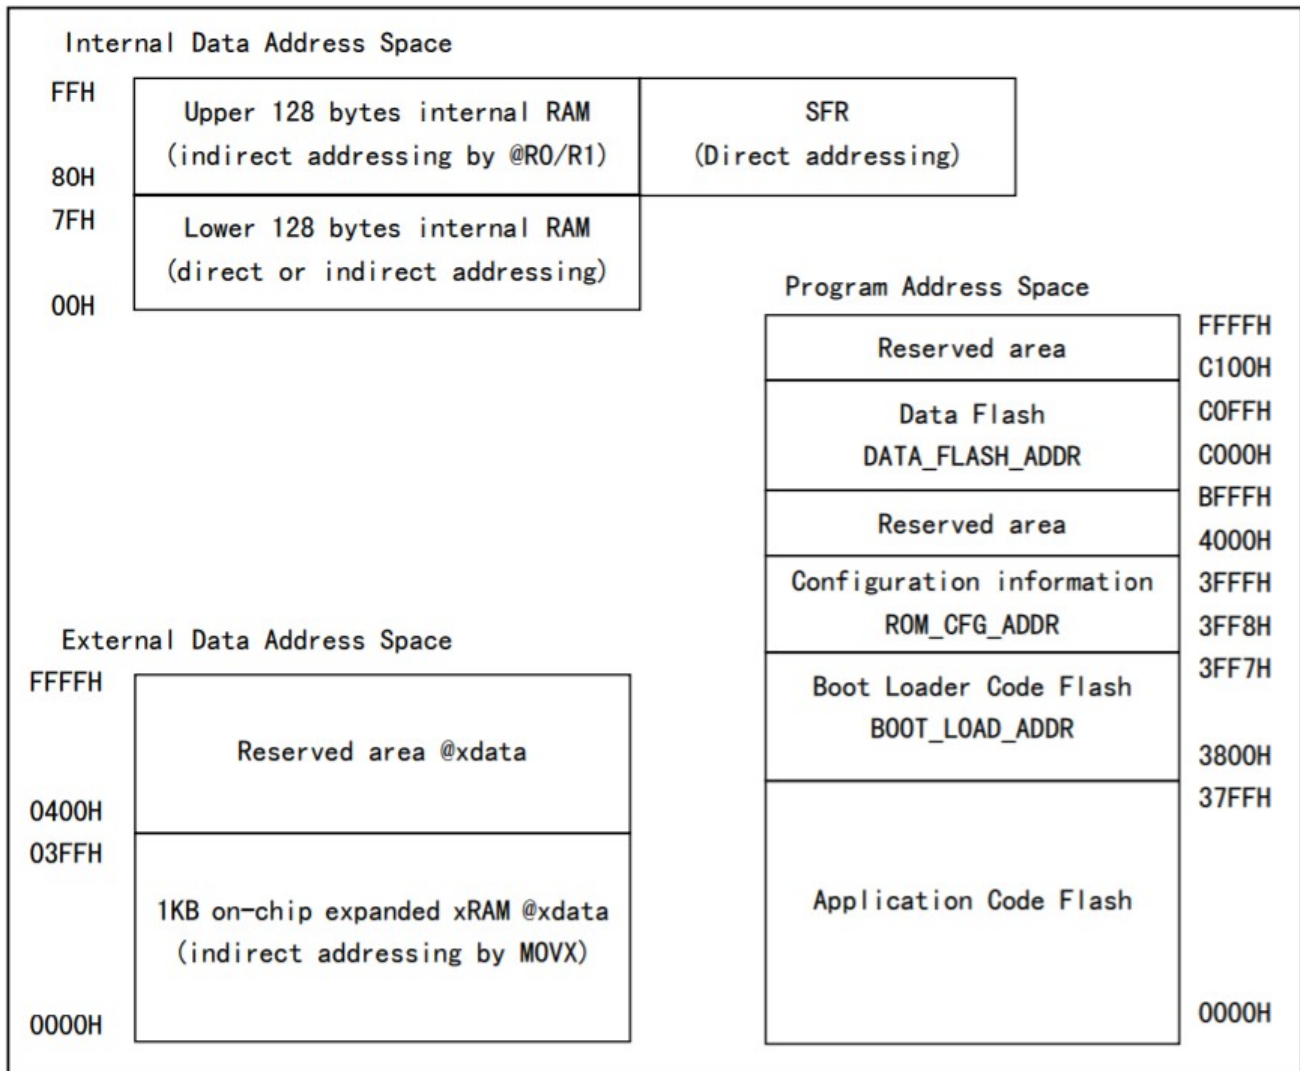 Internal Data Address Space
FFH
Upper 128 bytes internal RAM
(indirect addressing by @R0/R1)
80H
SFR
(Direct addressing)
7FH
Lower 128 bytes internal RAM
(direct or indirect addressing)
00H
Program Address Space
FFFFH
Reserved area
C100H
C0FFH
Data Flash
DATA_FLASH_ADDR
C000H
BFFFH
Reserved area
4000H
Configuration information
3FFFH
ROM_CFG_ADDR
3FF8H
3FF7H
Boot Loader Code Flash
BOOT_LOAD_ADDR
3800H
37FFH
Application Code Flash
0000H
External Data Address Space
FFFFH
Reserved area @xdata
0400H
03FFH
1KB on-chip expanded xRAM @xdata
(indirect addressing by MOVX)
0000H